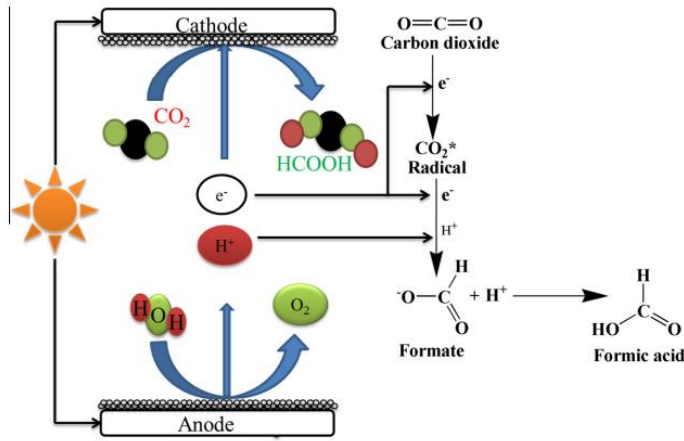 Cathode
O=C=O
Carbon dioxide
e-
CO2
CO2*
Radical
HCOOH
e-
e-
H+
H+
H
-O
C
O
+ H+
Formate
H
HO
C
O
Formic acid
H O H
O2
Anode